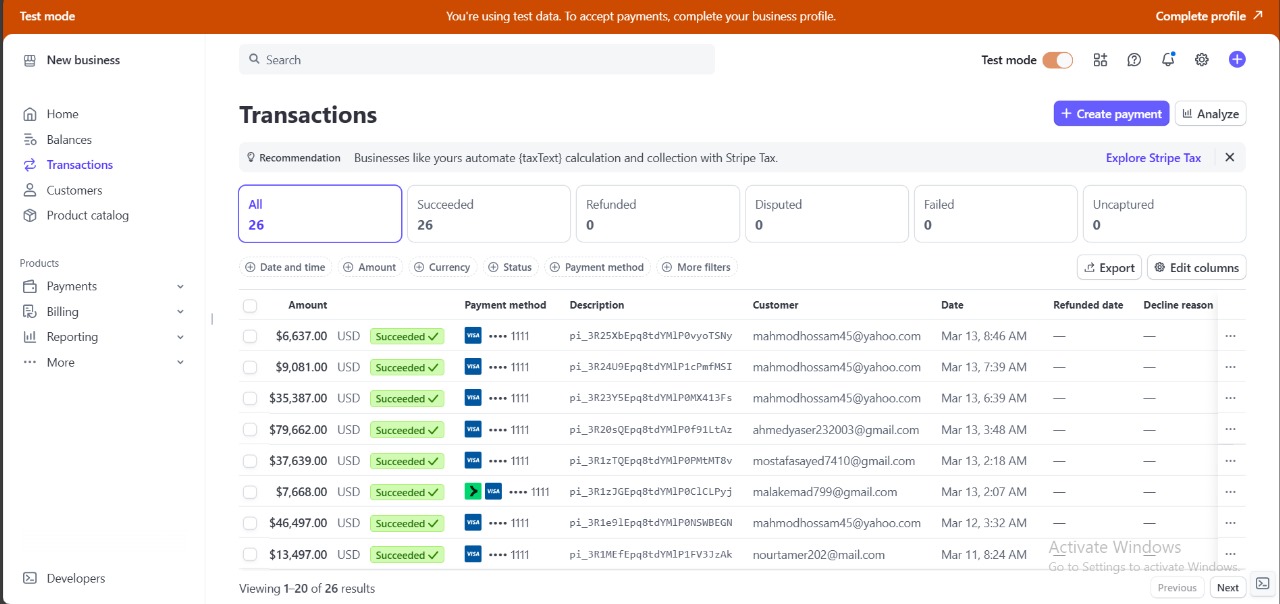 Test mode
You're using test data. To accept payments, complete your business profile.
Complete profile
New business
Search
Test mode
Home
Balances
Transactions
Customers
Product catalog
Products
Payments
Billing
Reporting
More
Developers
Transactions
Create payment
Analyze
Recommendation Businesses like yours automate {taxText} calculation and collection with Stripe Tax. Explore Stripe Tax
All 26
Succeeded 26
Refunded 0
Disputed 0
Failed 0
Uncaptured 0
Date and time Amount Currency Status Payment method More filters Export Edit columns
Amount Payment method Description Customer Date Refunded date Decline reason
$6,637.00 USD Succeeded ✓ VISA •••• 1111 pi_3R25XbEpq8tdYMlP0vyoTSNy mahmodhossam45@yahoo.com Mar 13, 8:46 AM — — ···
$9,081.00 USD Succeeded ✓ VISA •••• 1111 pi_3R24U9Epq8tdYMlP1cPmfMSI mahmodhossam45@yahoo.com Mar 13, 7:39 AM — — ···
$35,387.00 USD Succeeded ✓ VISA •••• 1111 pi_3R23Y5Epq8tdYMlP0MX413Fs mahmodhossam45@yahoo.com Mar 13, 6:39 AM — — ···
$79,662.00 USD Succeeded ✓ VISA •••• 1111 pi_3R20sQEpq8tdYMlP0f91LtAz ahmedyaser232003@gmail.com Mar 13, 3:48 AM — — ···
$37,639.00 USD Succeeded ✓ VISA •••• 1111 pi_3R1zTQEpq8tdYMlP0PMtMT8v mostafasayed7410@gmail.com Mar 13, 2:18 AM — — ···
$7,668.00 USD Succeeded ✓ VISA •••• 1111 pi_3R1zJGEpq8tdYMlP0ClCLPyj malakemad799@gmail.com Mar 13, 2:07 AM — — ···
$46,497.00 USD Succeeded ✓ VISA •••• 1111 pi_3R1e9lEpq8tdYMlP0NSWBEGN mahmodhossam45@yahoo.com Mar 12, 3:32 AM — — ···
$13,497.00 USD Succeeded ✓ VISA •••• 1111 pi_3R1MEfEpq8tdYMlP1FV3JzAk nourtamer202@mail.com Mar 11, 8:24 AM — — ···
Activate Windows
Go to Settings to activate Windows.
Viewing 1–20 of 26 results
Previous Next